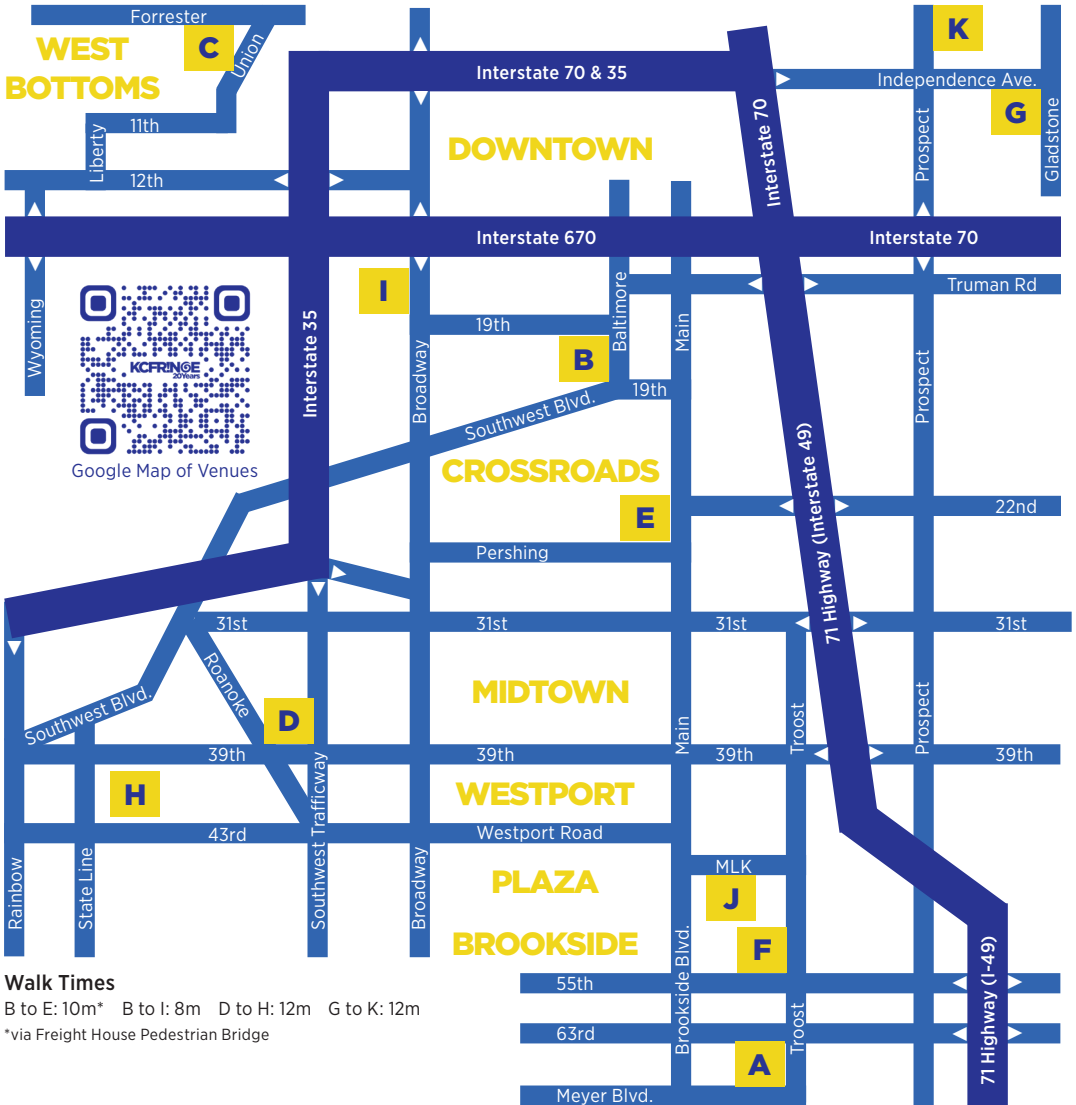 Forrester
WEST
BOTTOMS
C
Union
K
Interstate 70 & 35
Independence Ave.
G
11th
Liberty
12th
DOWNTOWN
Interstate 70
Prospect
Gladstone
Interstate 670
Interstate 70
I
Truman Rd
Wyoming
KCFR!NGE
20Years
Interstate 35
19th
Baltimore
Main
B
Broadway
19th
Prospect
Southwest Blvd.
Google Map of Venues
CROSSROADS
71 Highway (Interstate 49)
E
22nd
Pershing
31st
31st
31st
31st
Roanoke
MIDTOWN
Southwest Blvd.
D
Main
Troost
Prospect
39th
39th
39th
39th
H
WESTPORT
43rd
Westport Road
Southwest Trafficway
MLK
Rainbow
State Line
Broadway
PLAZA
J
BROOKSIDE
F
Brookside Blvd.
55th
63rd
Troost
71 Highway (I-49)
A
Meyer Blvd.
Walk Times
B to E: 10m* B to I: 8m D to H: 12m G to K: 12m
*via Freight House Pedestrian Bridge